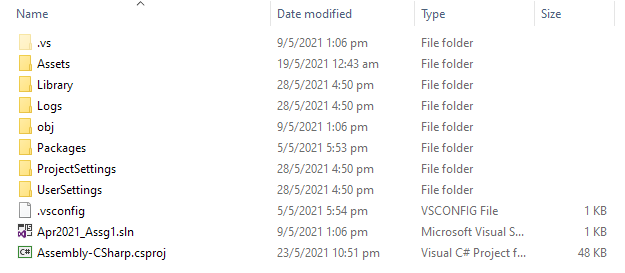 Name Date modified Type Size
.vs 9/5/2021 1:06 pm File folder
Assets 19/5/2021 12:43 am File folder
Library 28/5/2021 4:50 pm File folder
Logs 28/5/2021 4:50 pm File folder
obj 9/5/2021 1:06 pm File folder
Packages 5/5/2021 5:53 pm File folder
ProjectSettings 28/5/2021 4:50 pm File folder
UserSettings 28/5/2021 4:50 pm File folder
.vsconfig 5/5/2021 5:54 pm VSCONFIG File 1 KB
Apr2021_Assg1.sln 9/5/2021 1:06 pm Microsoft Visual S... 1 KB
Assembly-CSharp.csproj 23/5/2021 10:51 pm Visual C# Project f... 48 KB